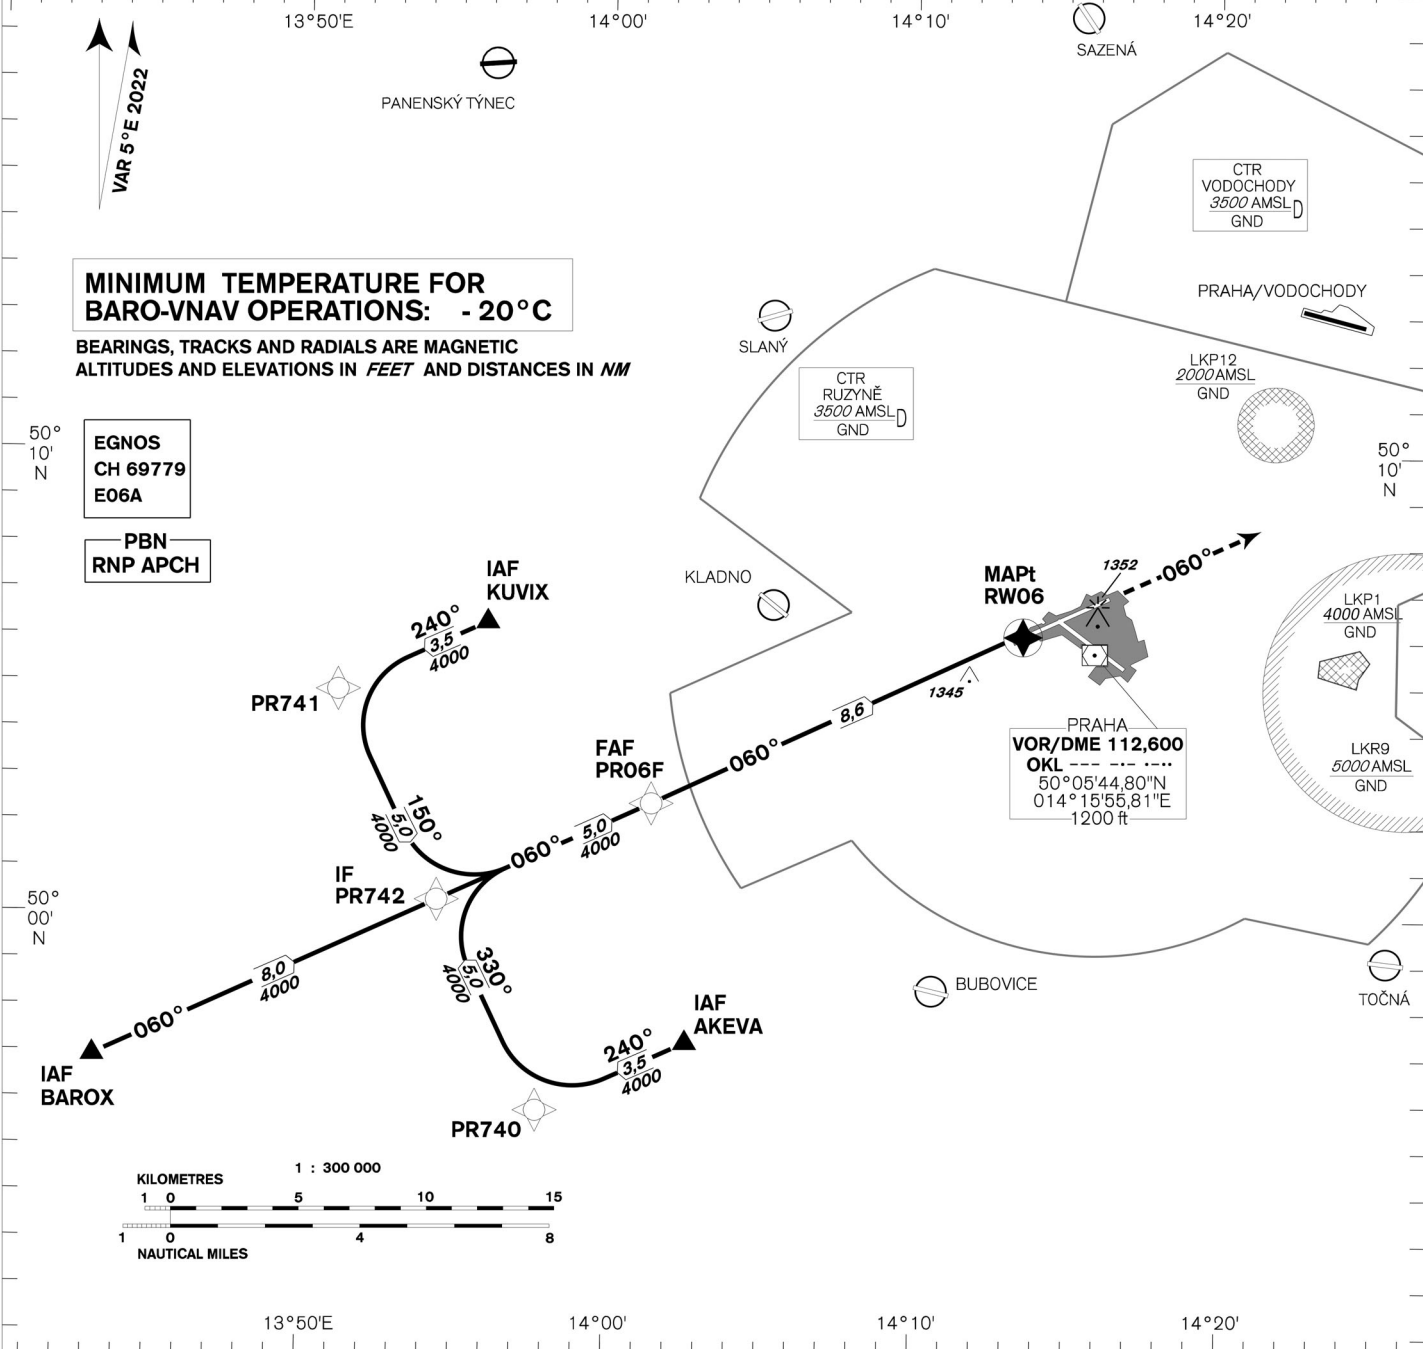 13°50'E
14°00'
14°10'
14°20'
SAZENÁ
PANENSKÝ TÝNEC
VAR 5°E 2022
CTR
VODOCHODY
3500 AMSL D
GND
MINIMUM TEMPERATURE FOR
BARO-VNAV OPERATIONS: - 20°C
PRAHA/VODOCHODY
SLANÝ
BEARINGS, TRACKS AND RADIALS ARE MAGNETIC
ALTITUDES AND ELEVATIONS IN FEET AND DISTANCES IN NM
LKP12
2000 AMSL
GND
CTR
RUZYNĚ
3500 AMSL D
GND
50°
10'
N
EGNOS
CH 69779
E06A
50°
10'
N
PBN
RNP APCH
IAF
KUVIX
KLADNO
MAPt
RW06
1352
060°
LKP1
4000 AMSL
GND
240°
3,5
4000
PR741
1345
8,6
PRAHA
VOR/DME 112,600
OKL --- -·- ·-··
50°05'44,80"N
014°15'55,81"E
1200 ft
FAF
PR06F
060°
LKR9
5000 AMSL
GND
150°
5,0
4000
5,0
4000
060°
IF
PR742
50°
00'
N
330°
5,0
4000
8,0
4000
060°
BUBOVICE
TOČNÁ
IAF
AKEVA
240°
3,5
4000
IAF
BAROX
PR740
1 : 300 000
KILOMETRES
1 0 5 10 15
1 0 4 8
NAUTICAL MILES
13°50'E
14°00'
14°10'
14°20'